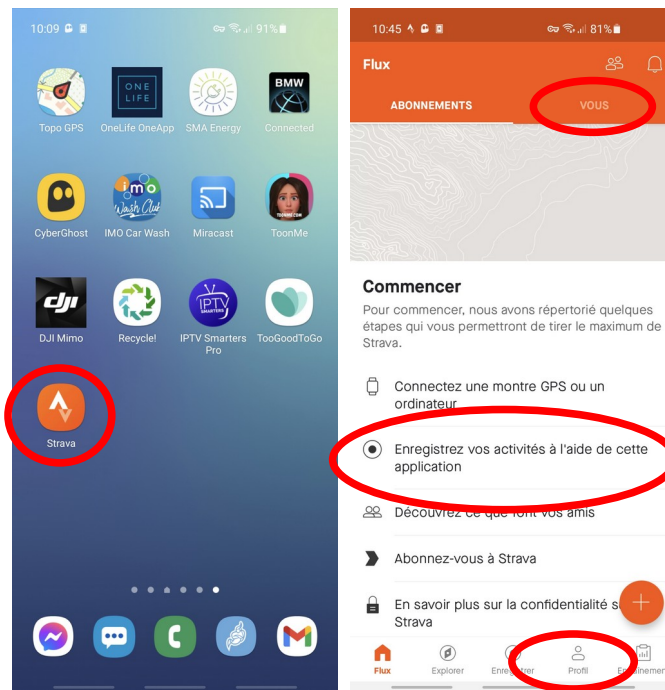 10:09 91%
ONE
LIFE
BMW
Topo GPS OneLife OneApp SMA Energy Connected
imo
Wash Club
TOONME.COM
CyberGhost IMO Car Wash Miracast ToonMe
dji
IPTV
SMARTERS
DJI Mimo Recycle! IPTV Smarters Pro TooGoodToGo
Strava
10:45 81%
Flux
ABONNEMENTS VOUS
Commencer
Pour commencer, nous avons répertorié quelques
étapes qui vous permettront de tirer le maximum de
Strava.
Connectez une montre GPS ou un
ordinateur
Enregistrez vos activités à l'aide de cette
application
Découvrez ce que font vos amis
Abonnez-vous à Strava
En savoir plus sur la confidentialité
Strava
Flux Explorer Enregistrer Profil